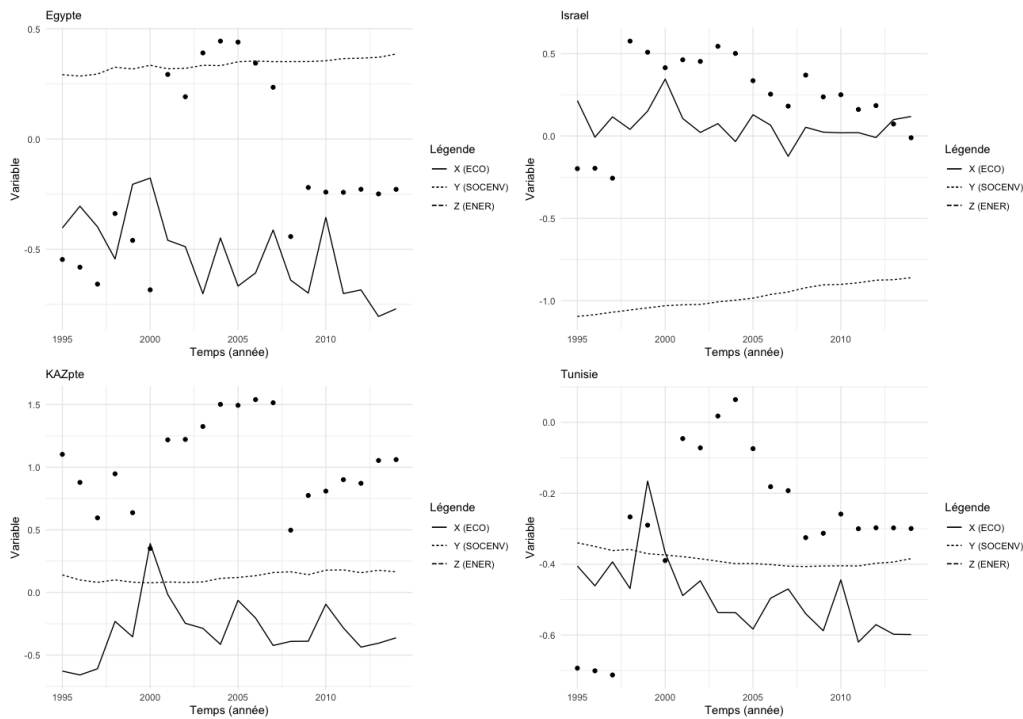 Egypte
0.5
0.0
-0.5
Variable
1995
2000
2005
2010
Temps (année)
Légende
X (ECO)
Y (SOCENV)
Z (ENER)
Israel
0.5
0.0
-0.5
-1.0
Variable
1995
2000
2005
2010
Temps (année)
Légende
X (ECO)
Y (SOCENV)
Z (ENER)
KAZpte
1.5
1.0
0.5
0.0
-0.5
Variable
1995
2000
2005
2010
Temps (année)
Légende
X (ECO)
Y (SOCENV)
Z (ENER)
Tunisie
0.0
-0.2
-0.4
-0.6
Variable
1995
2000
2005
2010
Temps (année)
Légende
X (ECO)
Y (SOCENV)
Z (ENER)